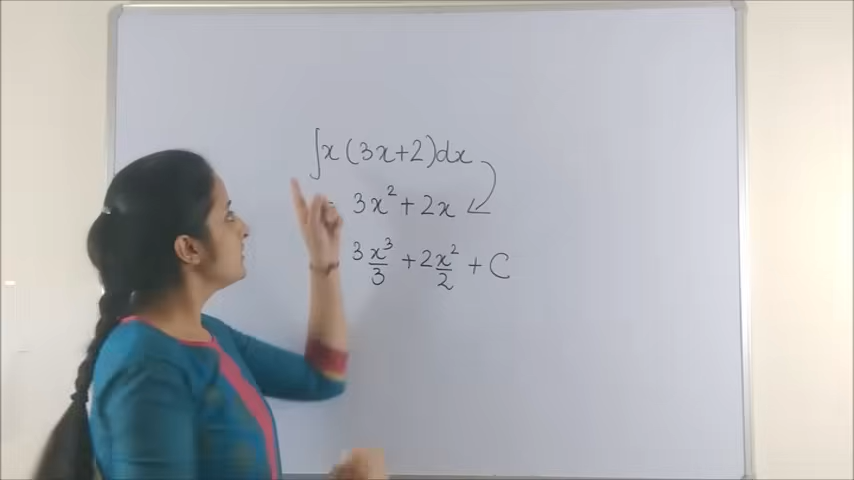 ∫x(3x+2)dx
3x² + 2x
3x³/3 + 2x²/2 + C